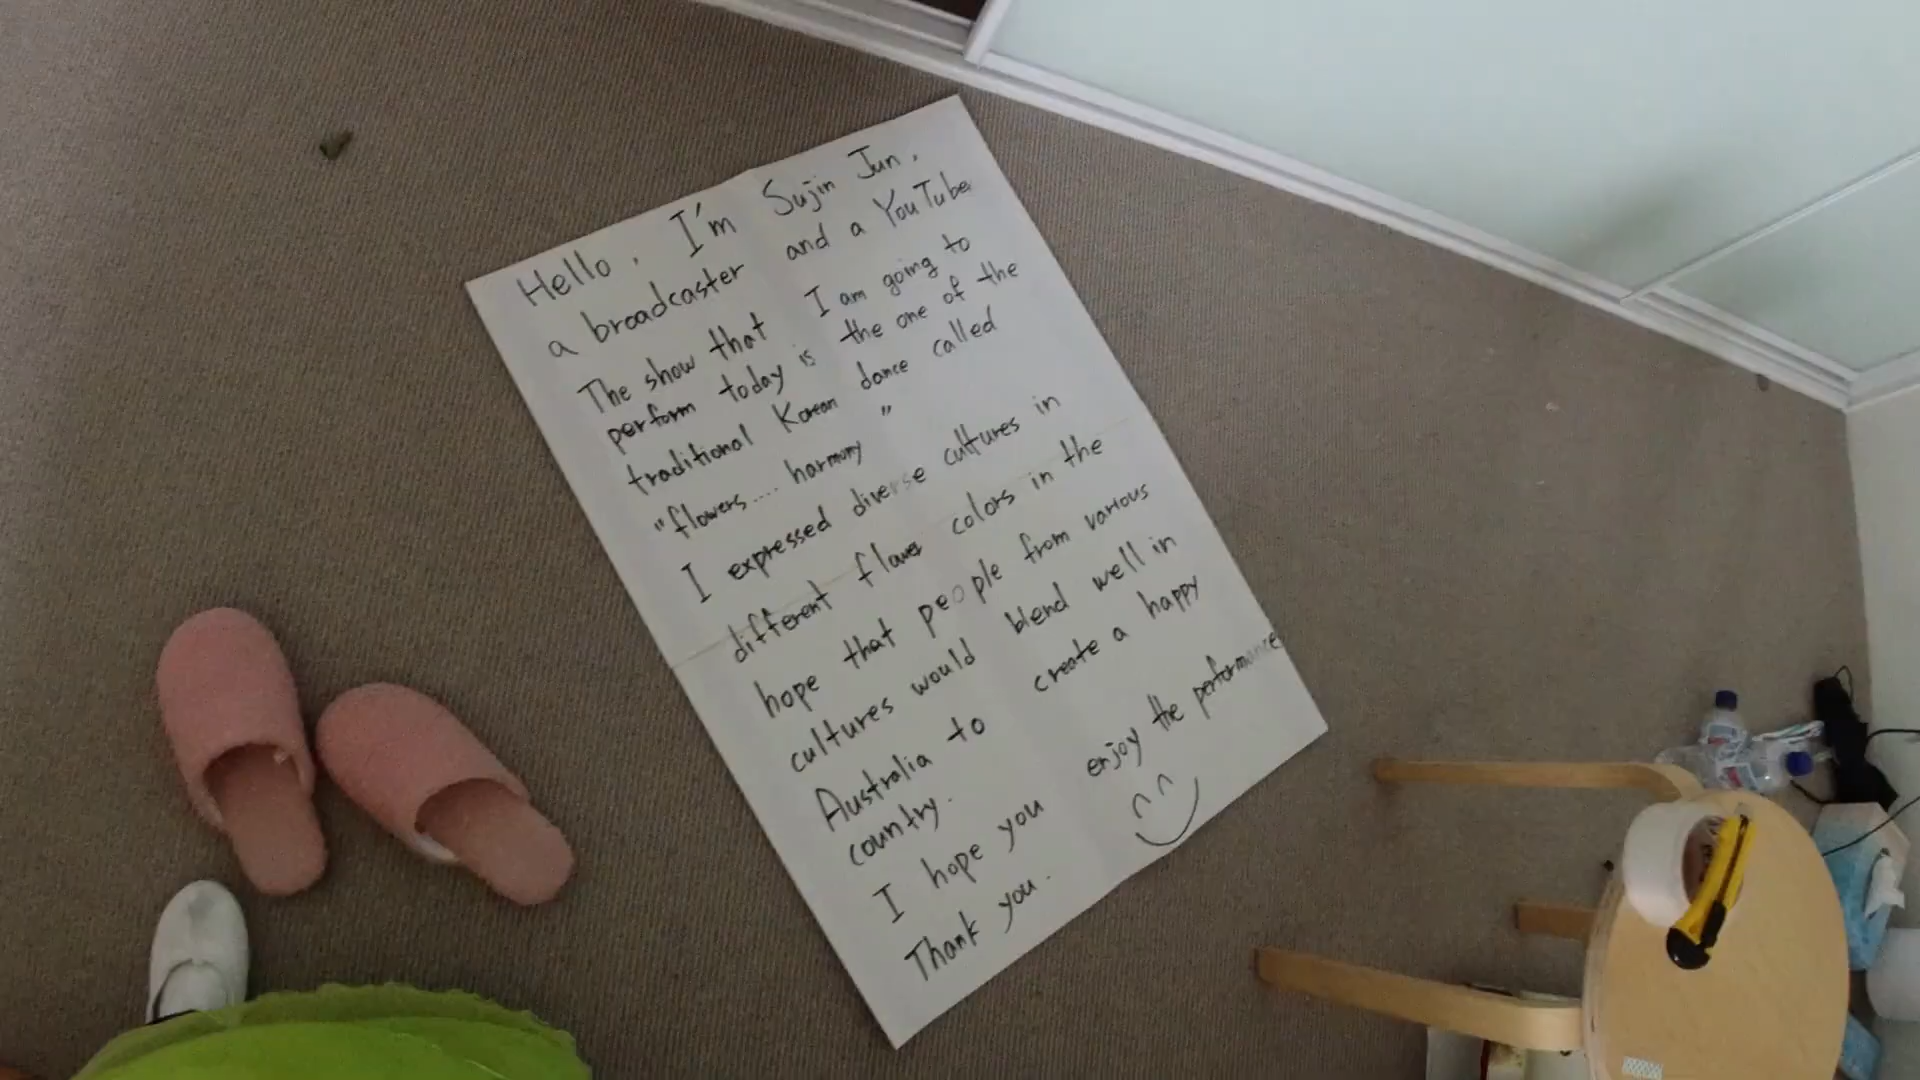 Hello, I'm Sujin Jun,
a broadcaster and a YouTube
The show that I am going to
perform today is the one of the
traditional Korean dance called
"flowers.... harmony"
I expressed diverse cultures in
different flower colors in the
hope that people from various
cultures would blend well in
Australia to create a happy
country.
I hope you enjoy the performance
Thank you.